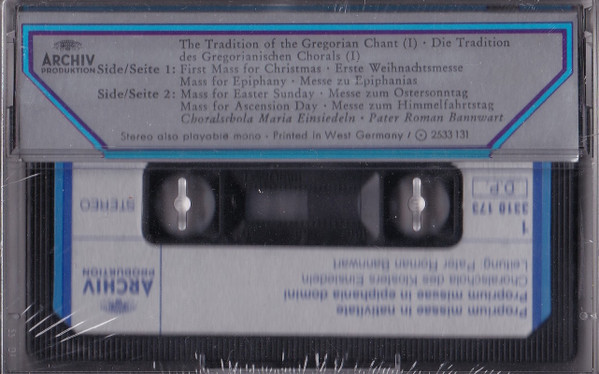 ARCHIV
PRODUKTION
The Tradition of the Gregorian Chant (I) · Die Tradition
des Gregorianischen Chorals (I)
Side/Seite 1: First Mass for Christmas · Erste Weihnachtsmesse
Mass for Epiphany · Messe zu Epiphanias
Side/Seite 2: Mass for Easter Sunday · Messe zum Ostersonntag
Mass for Ascension Day · Messe zum Himmelfahrtstag
Choralskola Maria Einsiedeln · Pater Roman Bannwart
Stereo also playable mono · Printed in West Germany / Ⓟ 2533 131
STEREO
1
3310 173
D.P.
ARCHIV
PRODUKTION
Proprium missae in nativitate
Proprium missae in epiphania domini
Choralschola des Klosters Einsiedeln
Leitung: Pater Roman Bannwart